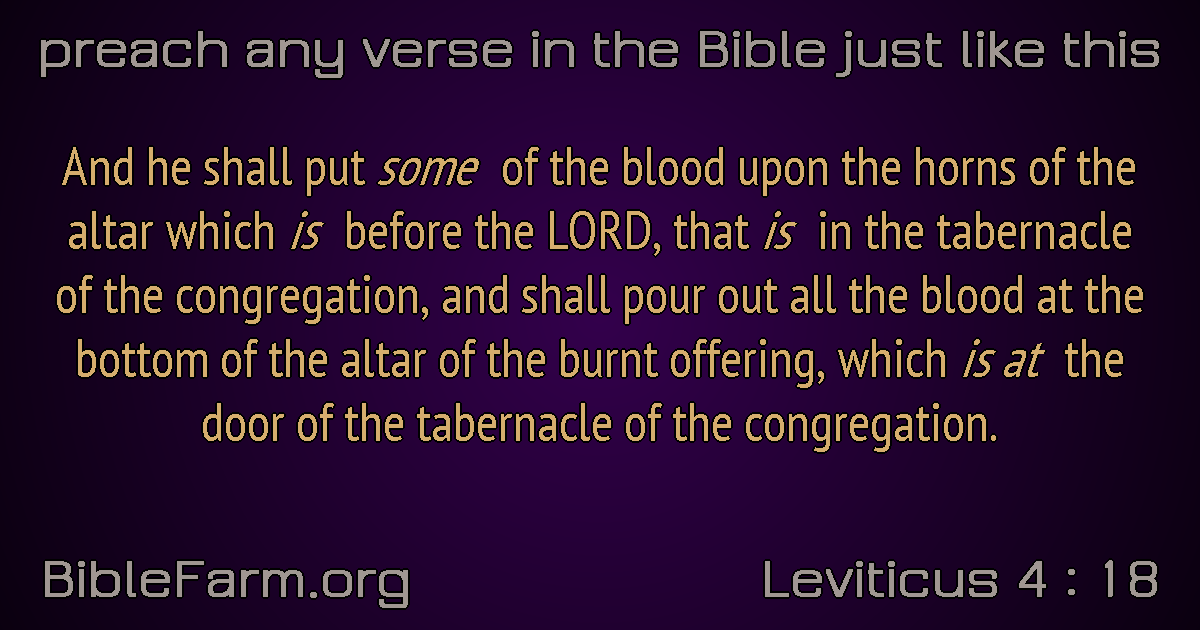 preach any verse in the Bible just like this
And he shall put some of the blood upon the horns of the
altar which is before the LORD, that is in the tabernacle
of the congregation, and shall pour out all the blood at the
bottom of the altar of the burnt offering, which is at the
door of the tabernacle of the congregation.
BibleFarm.org
Leviticus 4 : 18